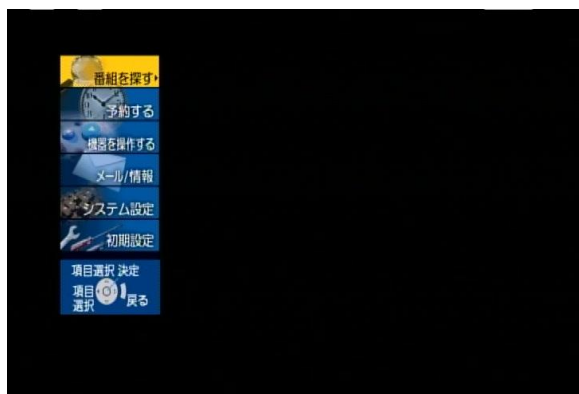 番組を探す
予約する
機器を操作する
メール/情報
システム設定
初期設定
項目選択 決定
項目
選択
戻る